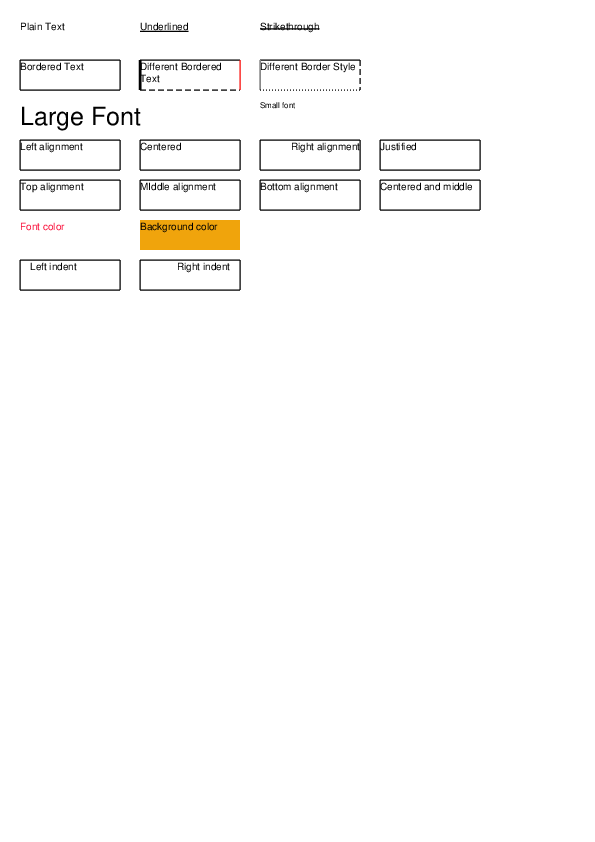 Plain Text
Underlined
Strikethrough
Bordered Text
Different Bordered
Text
Different Border Style
Large Font
Small font
Left alignment
Centered
Right alignment
Justified
Top alignment
MIddle alignment
Bottom alignment
Centered and middle
Font color
Background color
Left indent
Right indent